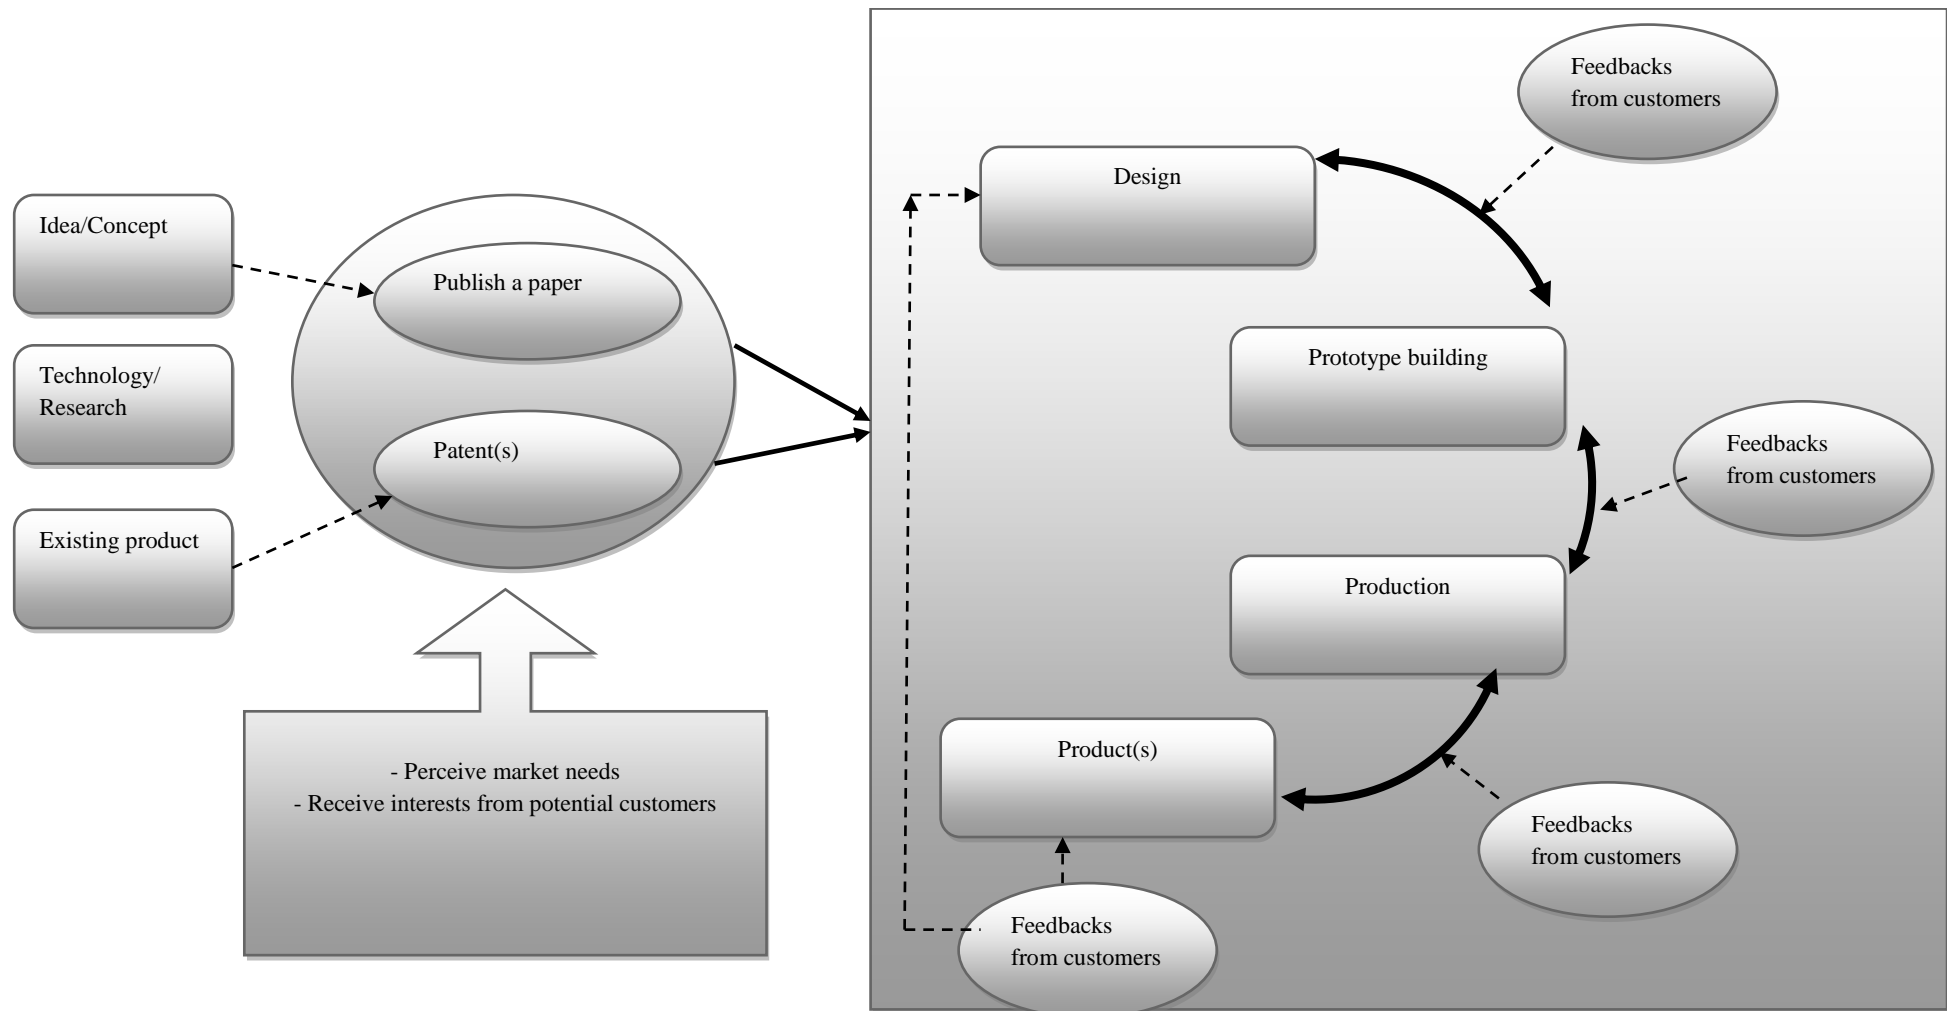 Idea/Concept
Technology/
Research
Existing product
Publish a paper
Patent(s)
- Perceive market needs
- Receive interests from potential customers
Design
Feedbacks
from customers
Prototype building
Feedbacks
from customers
Production
Product(s)
Feedbacks
from customers
Feedbacks
from customers